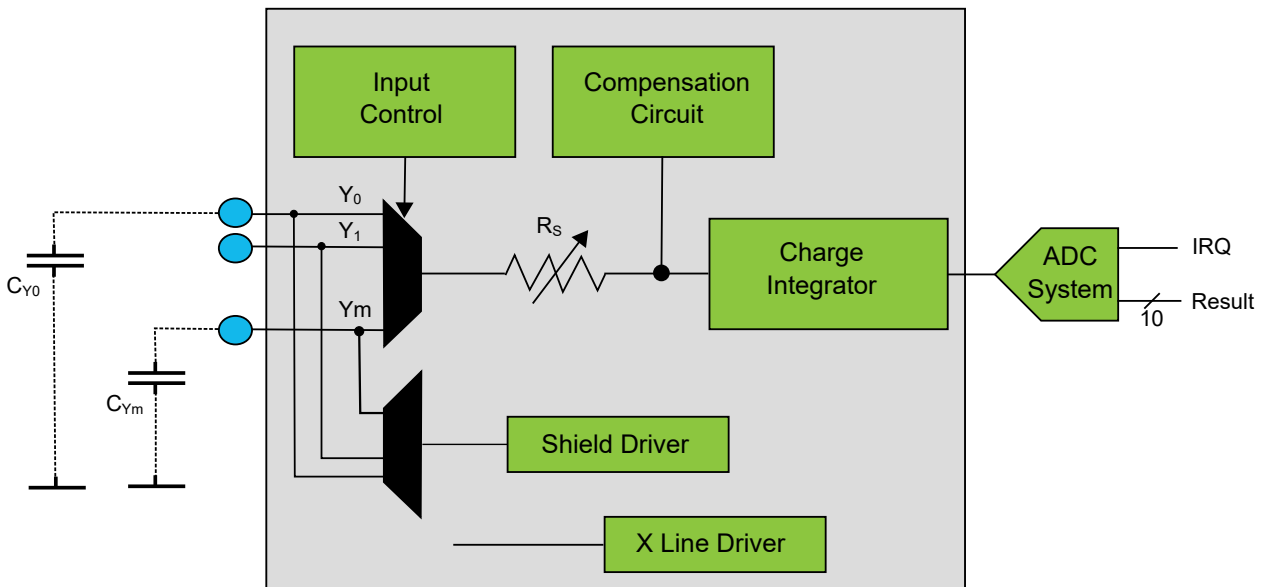 Input
Control
Compensation
Circuit
Y0
Y1
Ym
RS
Charge
Integrator
ADC
System
IRQ
Result
10
CY0
CYm
Shield Driver
X Line Driver